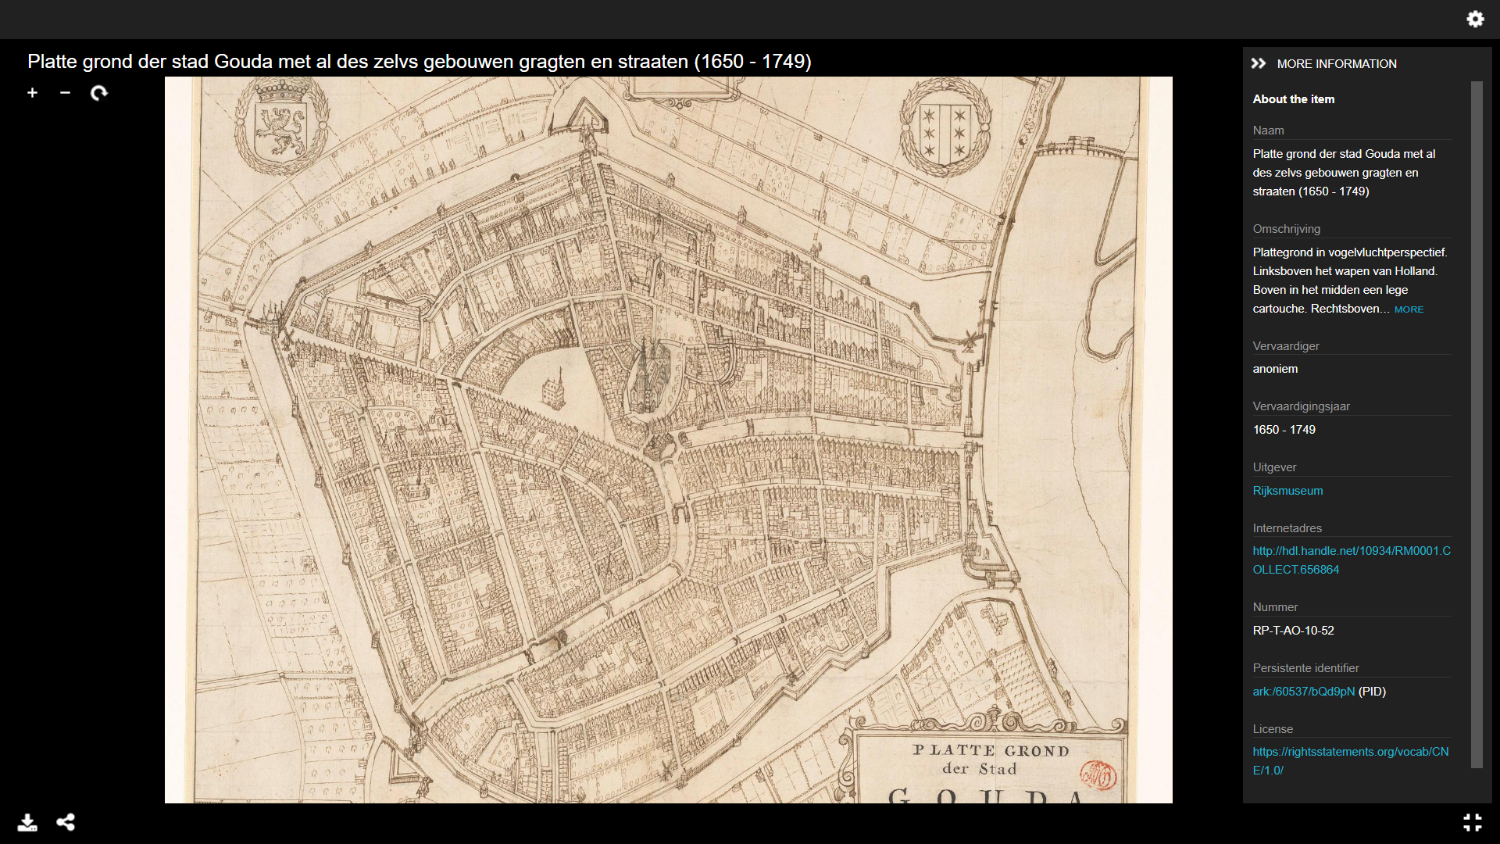 Platte grond der stad Gouda met al des zelvs gebouwen gragten en straaten (1650 - 1749)
PLATTE GROND
der Stad
GOUDA
MORE INFORMATION
About the item
Naam
Platte grond der stad Gouda met al
des zelvs gebouwen gragten en
straaten (1650 - 1749)
Omschrijving
Plattegrond in vogelvluchtperspectief.
Linksboven het wapen van Holland.
Boven in het midden een lege
cartouche. Rechtsboven... MORE
Vervaardiger
anoniem
Vervaardigingsjaar
1650 - 1749
Uitgever
Rijksmuseum
Internetadres
http://hdl.handle.net/10934/RM0001.C
OLLECT.656864
Nummer
RP-T-AO-10-52
Persistente identifier
ark:/60537/bQd9pN (PID)
License
https://rightsstatements.org/vocab/CN
E/1.0/